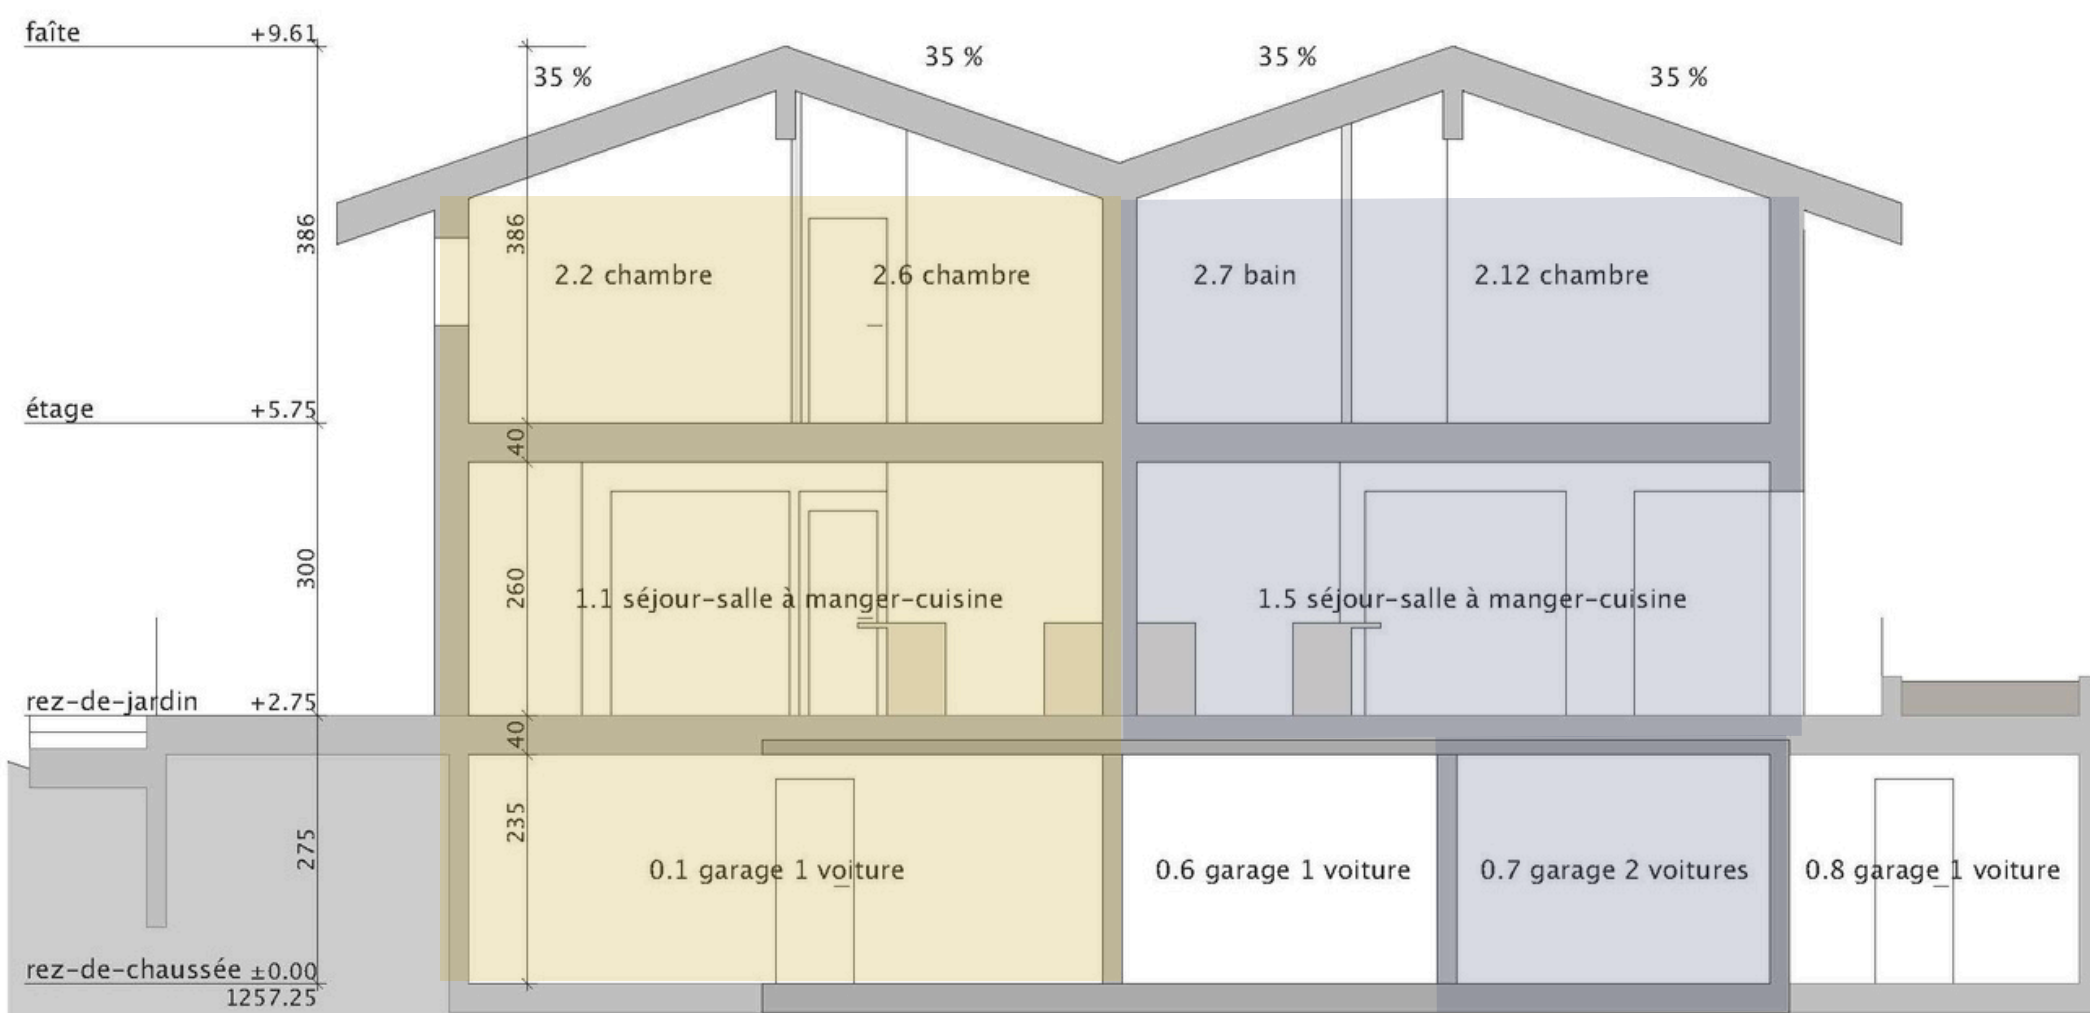 faîte +9.61
35 %
35 %
35 %
35 %
386
386
2.2 chambre
2.6 chambre
2.7 bain
2.12 chambre
étage +5.75
40
300
260
1.1 séjour-salle à manger-cuisine
1.5 séjour-salle à manger-cuisine
rez-de-jardin +2.75
40
275
235
0.1 garage 1 voiture
0.6 garage 1 voiture
0.7 garage 2 voitures
0.8 garage 1 voiture
rez-de-chaussée ±0.00
1257.25